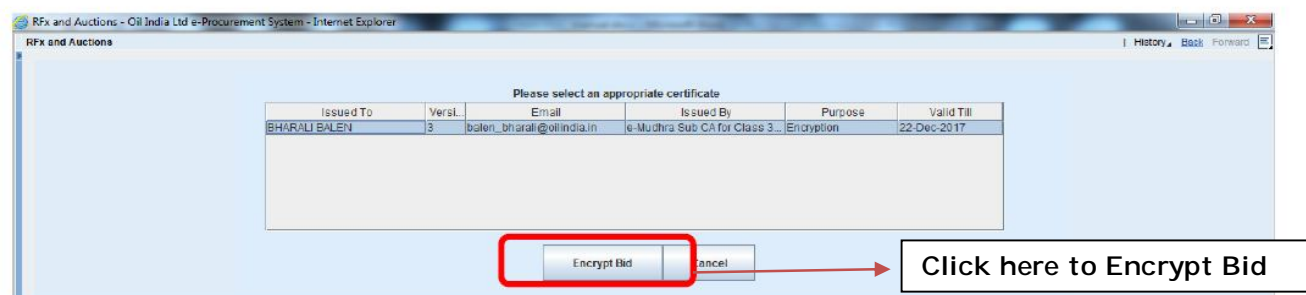 RFx and Auctions - Oil India Ltd e-Procurement System - Internet Explorer
RFx and Auctions
History Back Forward
Please select an appropriate certificate
Issued To Versi... Email Issued By Purpose Valid Till
BHARALI BALEN 3 balen_bharali@oilindia.in e-Mudhra Sub CA for Class 3... Encryption 22-Dec-2017
Encrypt Bid Cancel
Click here to Encrypt Bid